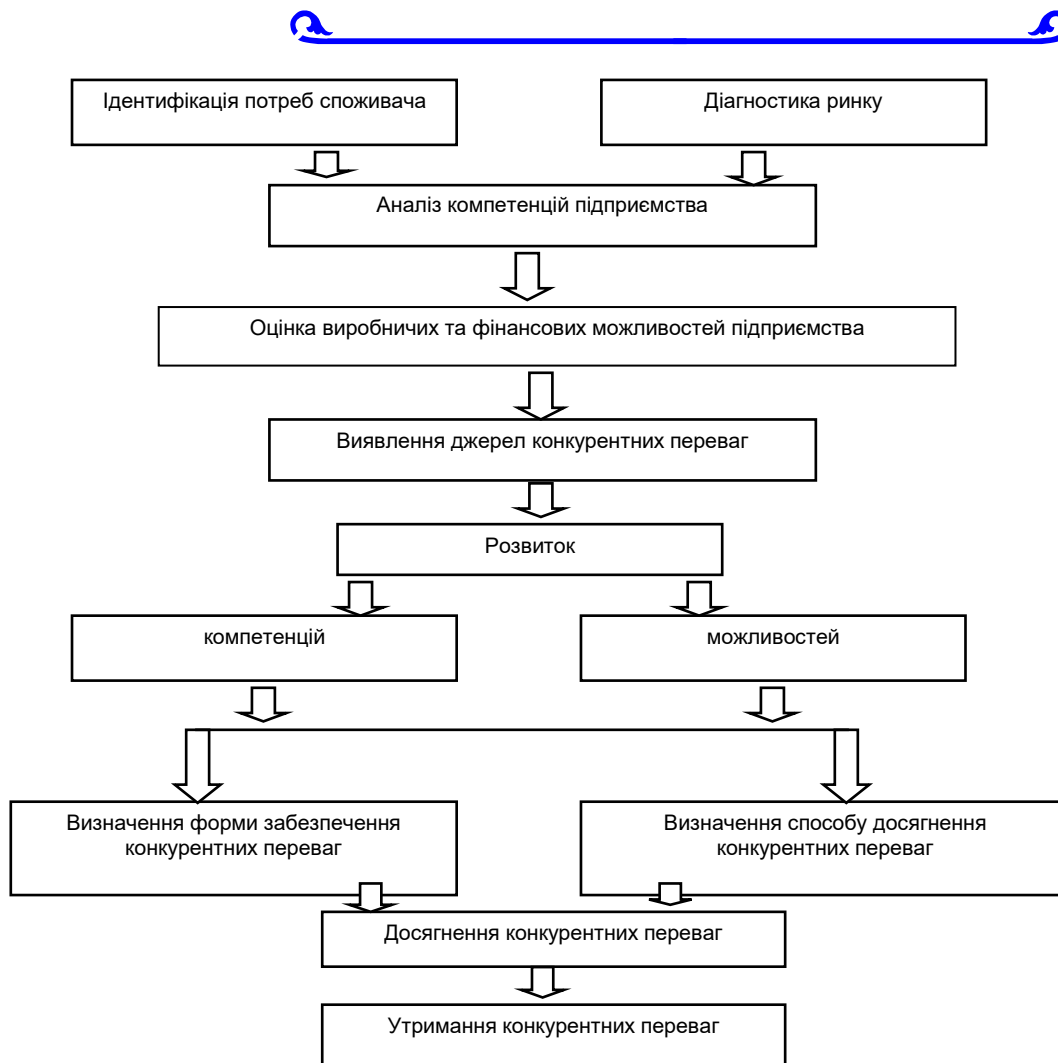 Ідентифікація потреб споживача
Діагностика ринку
Аналіз компетенцій підприємства
Оцінка виробничих та фінансових можливостей підприємства
Виявлення джерел конкурентних переваг
Розвиток
компетенцій
можливостей
Визначення форми забезпечення
конкурентних переваг
Визначення способу досягнення
конкурентних переваг
Досягнення конкурентних переваг
Утримання конкурентних переваг